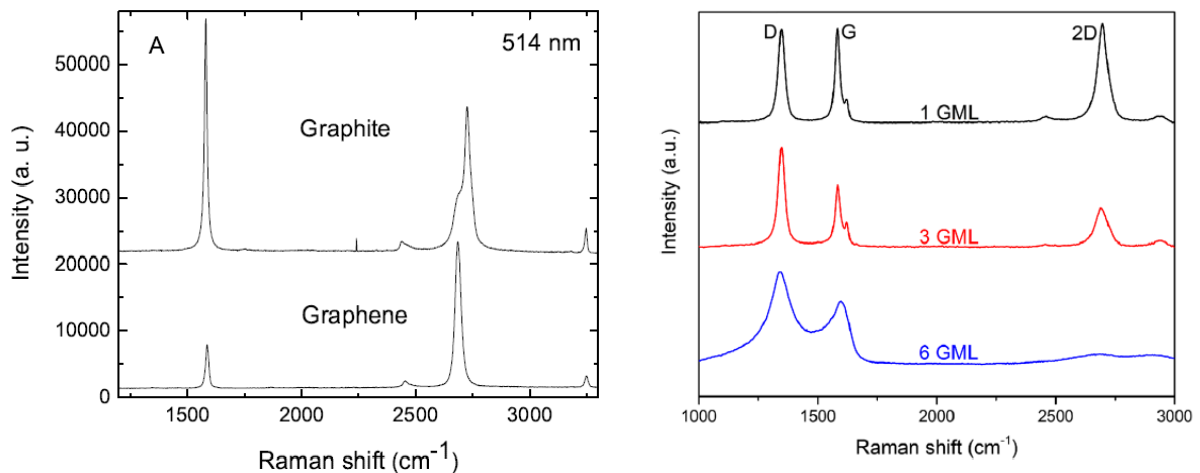 A
514 nm
Graphite
Graphene
50000
40000
30000
20000
10000
0
Intensity (a. u.)
1500
2000
2500
3000
Raman shift (cm⁻¹)
D
G
2D
1 GML
3 GML
6 GML
Intensity (a.u.)
1000
1500
2000
2500
3000
Raman shift (cm⁻¹)